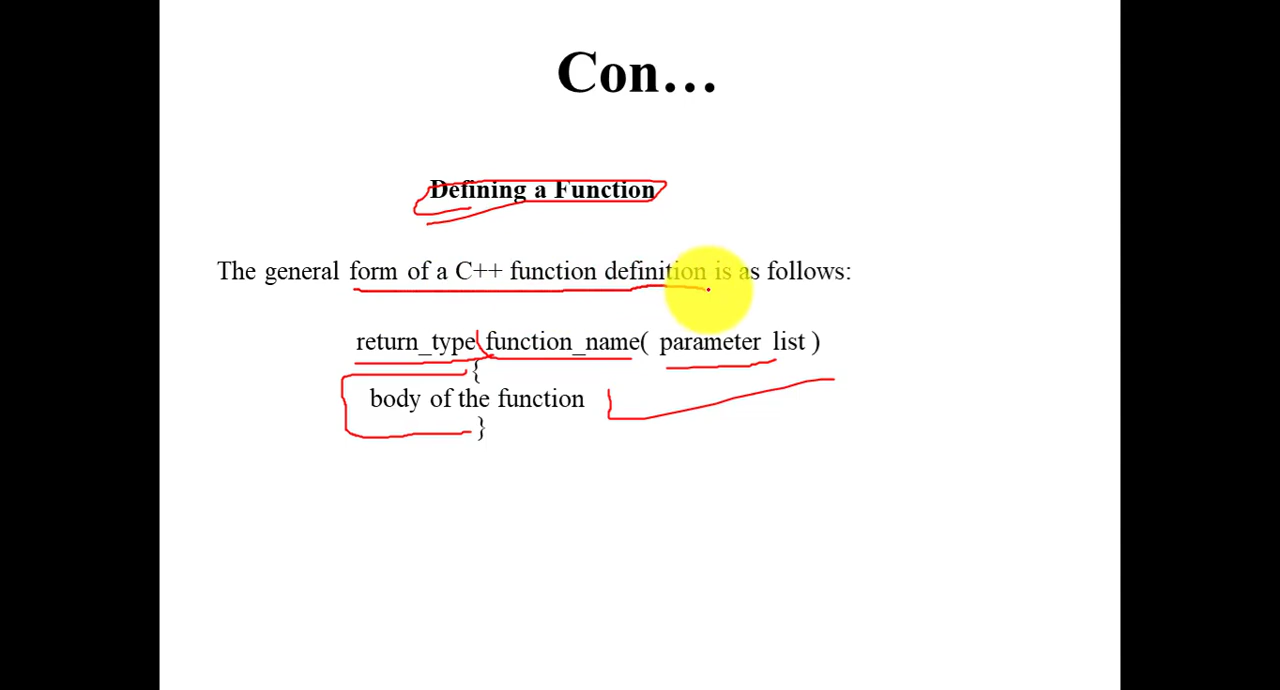 Con…
Defining a Function
The general form of a C++ function definition is as follows:
return_type function_name( parameter list )
{
body of the function
}